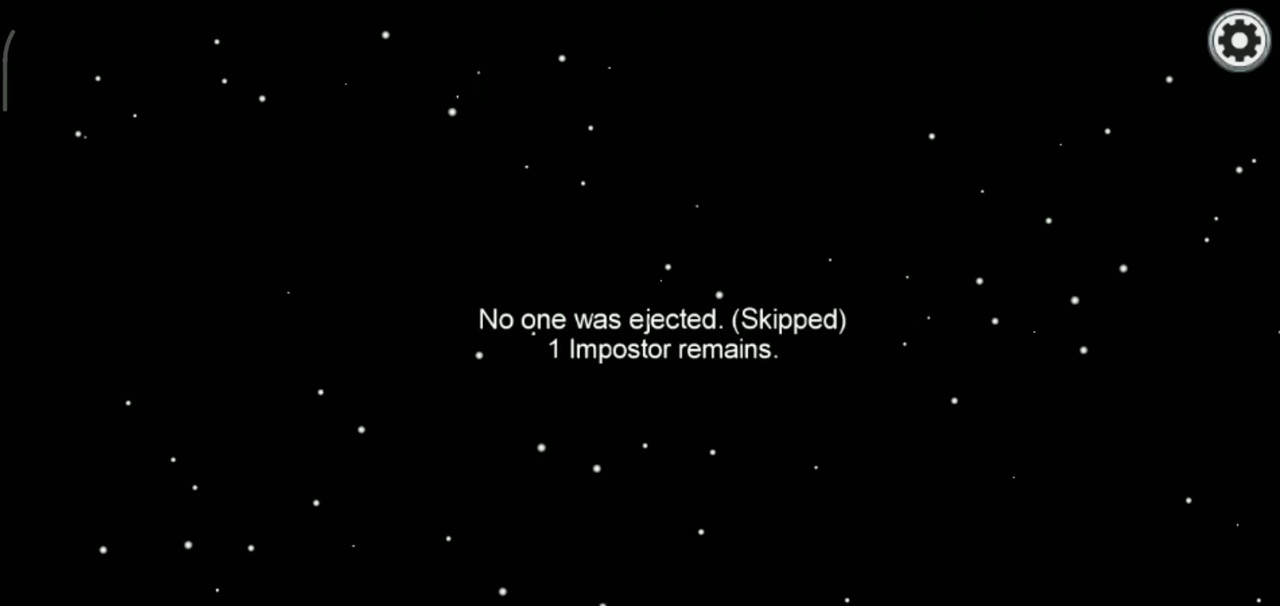 No one was ejected. (Skipped)
1 Impostor remains.